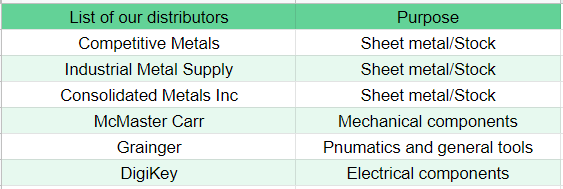 List of our distributors Purpose
Competitive Metals Sheet metal/Stock
Industrial Metal Supply Sheet metal/Stock
Consolidated Metals Inc Sheet metal/Stock
McMaster Carr Mechanical components
Grainger Pnumatics and general tools
DigiKey Electrical components